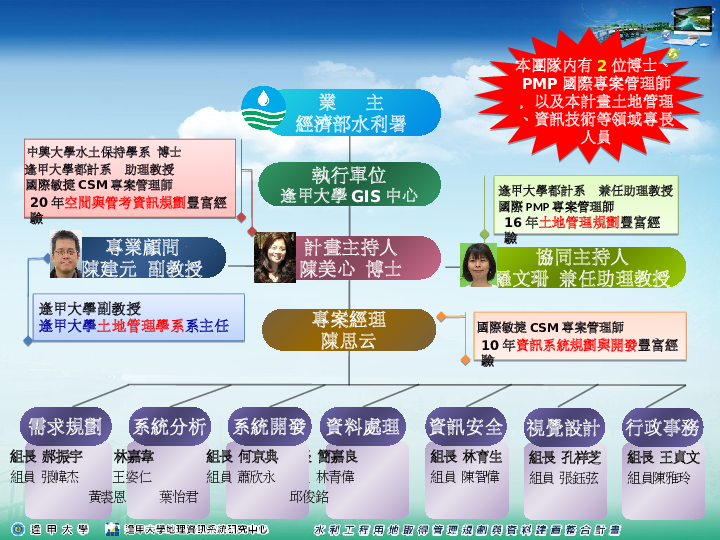 本團隊内有 2 位博士、
PMP 國際專案管理師
，以及本計畫土地管理
、資訊技術等領域專長
人員
業 主
經濟部水利署
中興大學水土保持學系 博士
逢甲大學都計系 助理教授
國際敏捷 CSM 專案管理師
20 年空間與管考資訊規劃豐富經
驗
執行單位
逢甲大學 GIS 中心
逢甲大學都計系 兼任助理教授
國際 PMP 專案管理師
16 年土地管理規劃豐富經
驗
專業顧問
陳建元 副教授
計畫主持人
陳美心 博士
協同主持人
羅文珊 兼任助理教授
逢甲大學副教授
逢甲大學土地管理學系系主任
專案經理
陳思云
國際敏捷 CSM 專案管理師
10 年資訊系統規劃與開發豐富經
驗
需求規劃
系統分析
系統開發
資料處理
資訊安全
視覺設計
行政事務
組長 郝振宇
林嘉韋
組長 何京典
簡嘉良
組長 林育生
組長 孔祥芝
組長 王貞文
組員 張幃杰
王姿仁
組員 蕭欣永
林青偉
組員 陳智偉
組員 張鈺弦
組員陳雅玲
黃裘恩
葉怡君
邱俊銘
逢甲大學
逢甲大學地理資訊系統研究中心
水利工程用地取得管理規劃與資料建置整合計畫